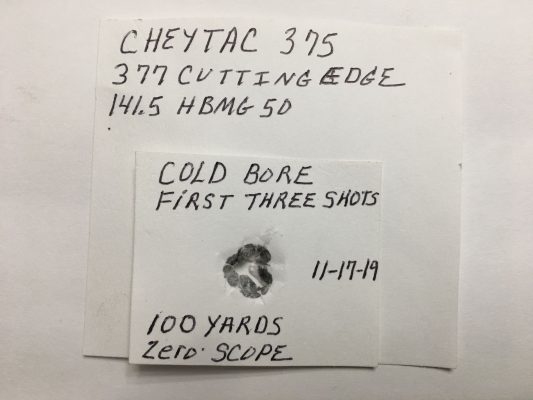 CHEYTAC 375
377 CUTTING EDGE
141.5 HBMG 50
COLD BORE
FIRST THREE SHOTS
11-17-19
100 YARDS
Zero SCOPE